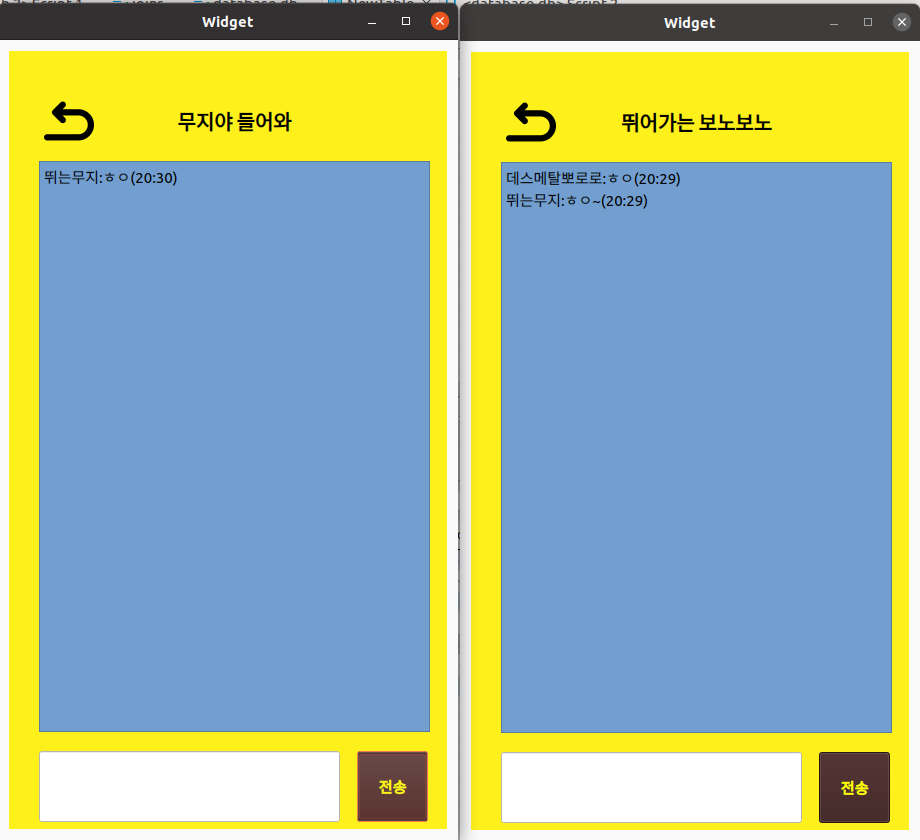 Widget
무지야 들어와
뛰는무지:ㅎㅇ(20:30)
전송
Widget
뛰어가는 보노보노
데스메탈뽀로로:ㅎㅇ(20:29)
뛰는무지:ㅎㅇ~(20:29)
전송